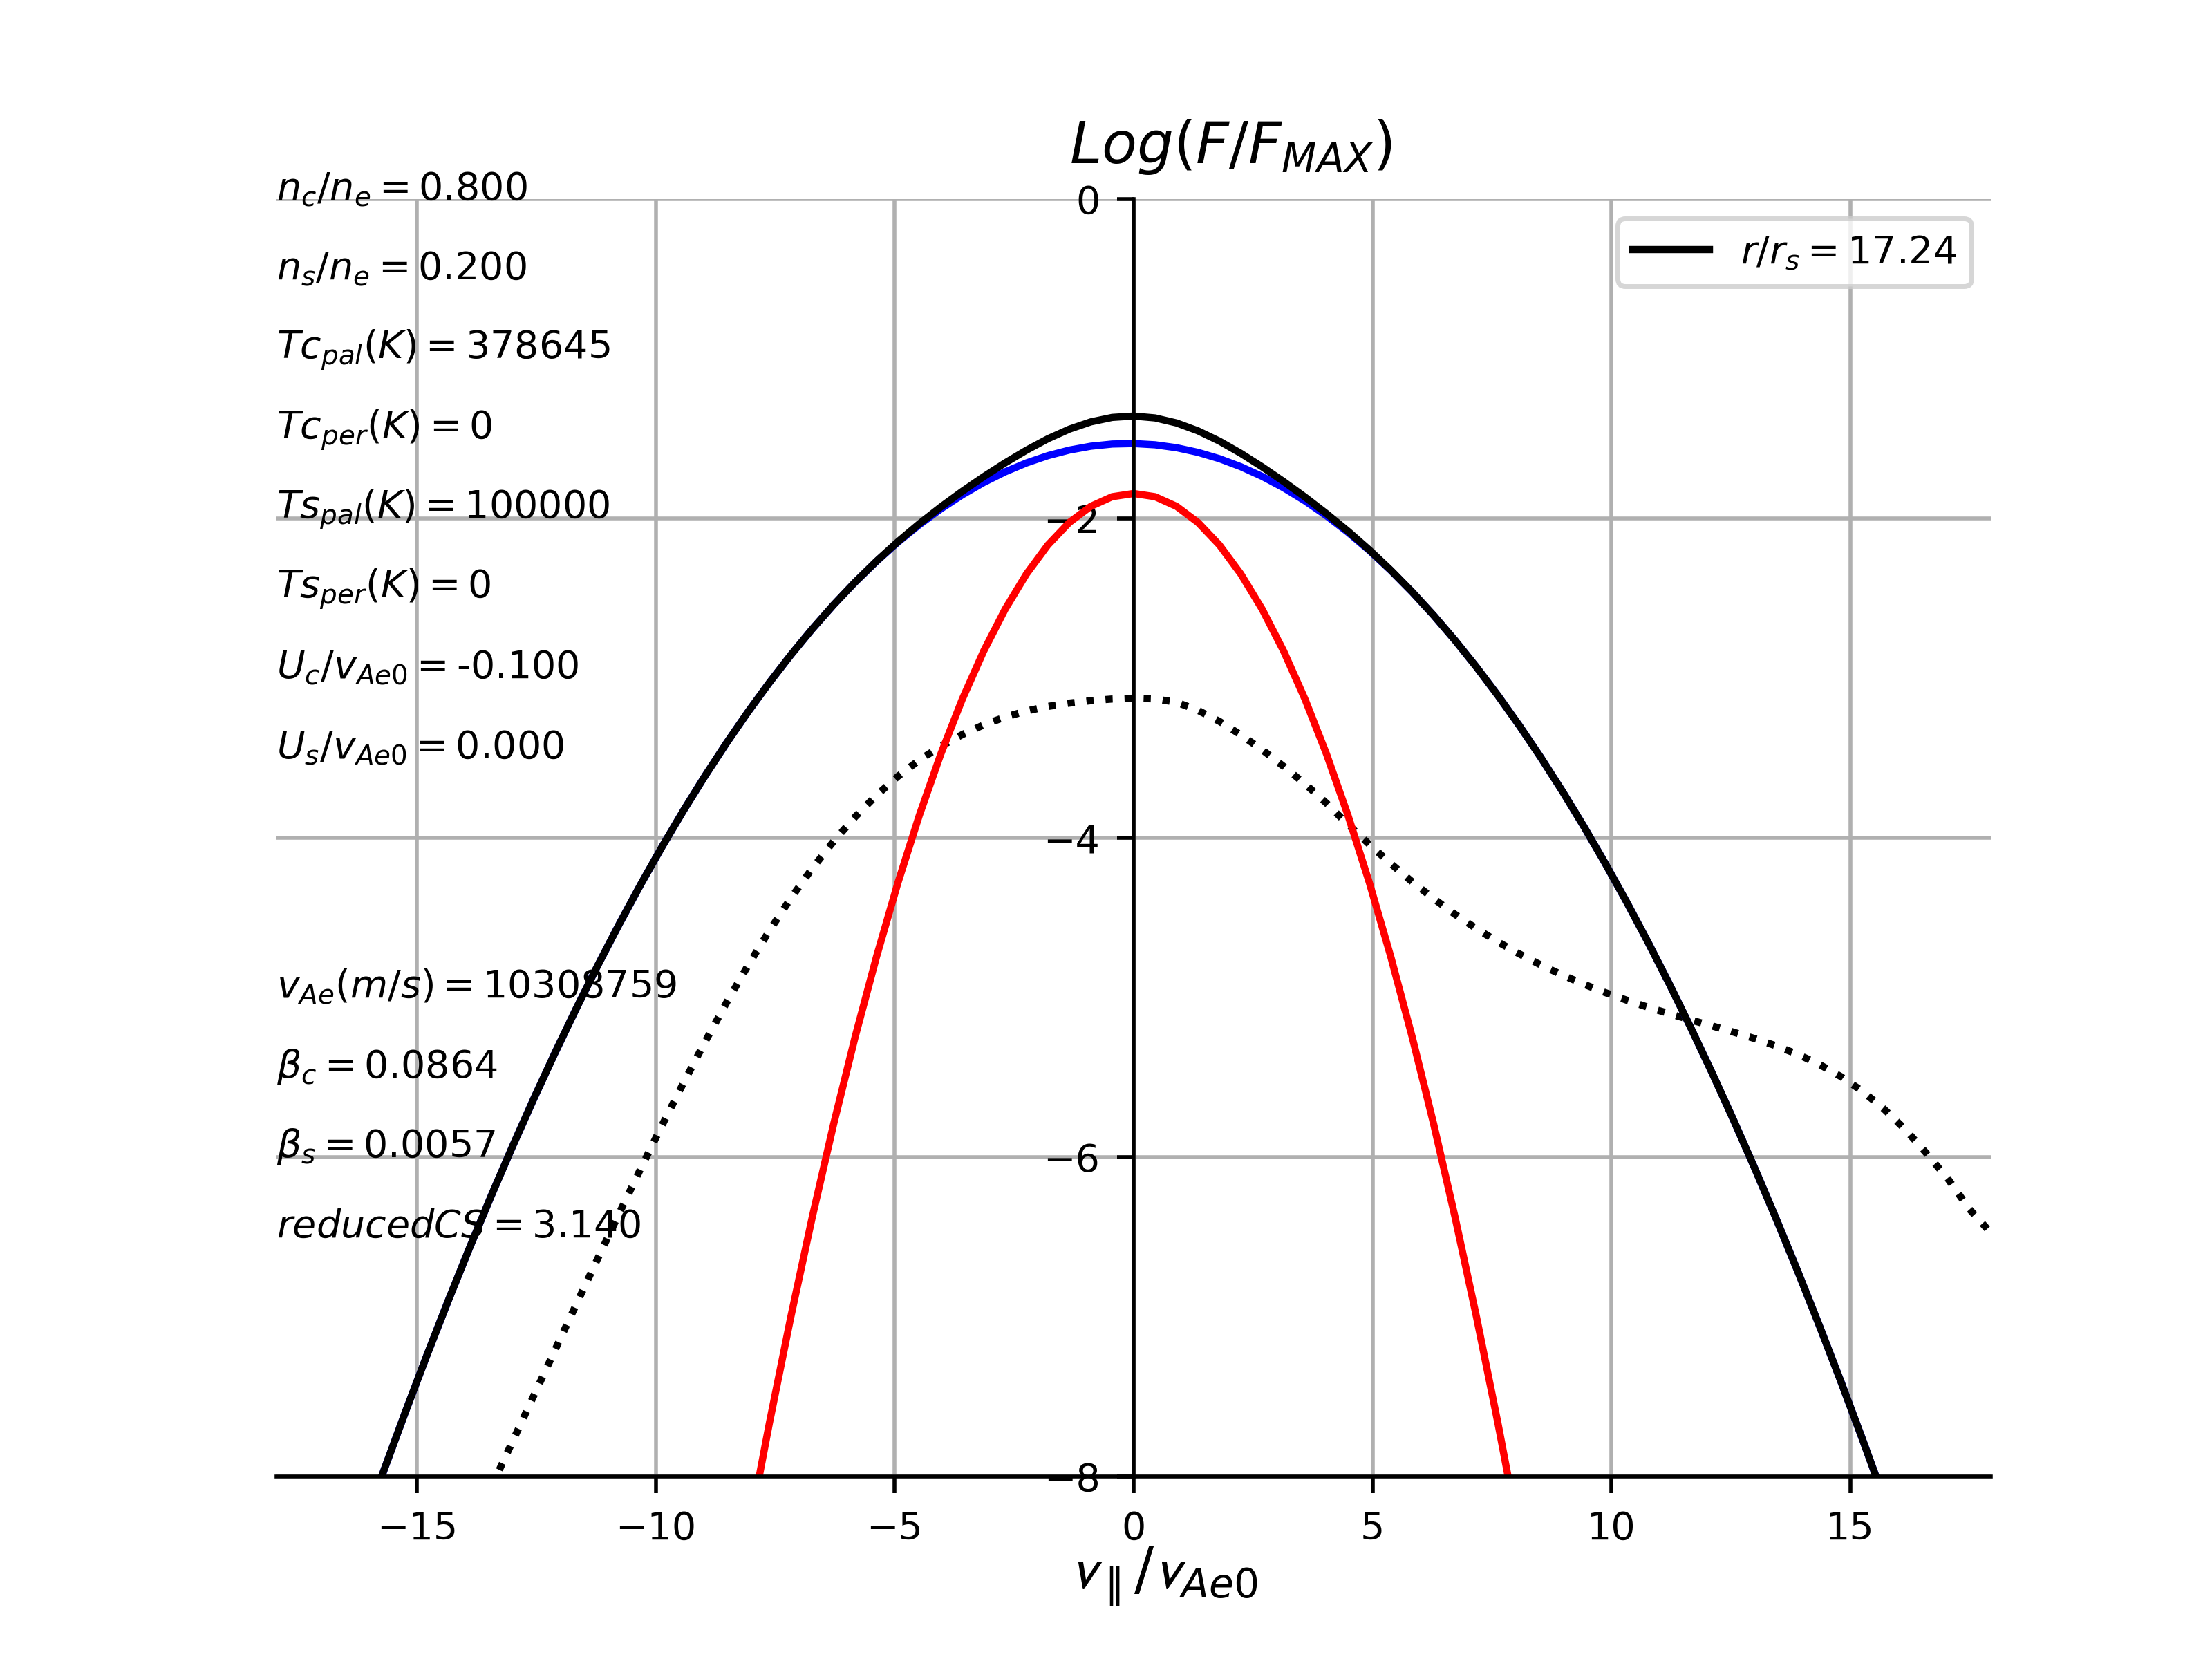 Log(F/F_MAX)
n_c/n_e = 0.800
n_s/n_e = 0.200
Tc_pal(K) = 378645
Tc_per(K) = 0
Ts_pal(K) = 100000
Ts_per(K) = 0
U_c/v_Ae0 = -0.100
U_s/v_Ae0 = 0.000
v_Ae(m/s) = 10308759
β_c = 0.0864
β_s = 0.0057
reducedCS = 3.140
r/r_s = 17.24
0
−2
−4
−6
−8
−15 −10 −5 0 5 10 15
v_∥/v_Ae0